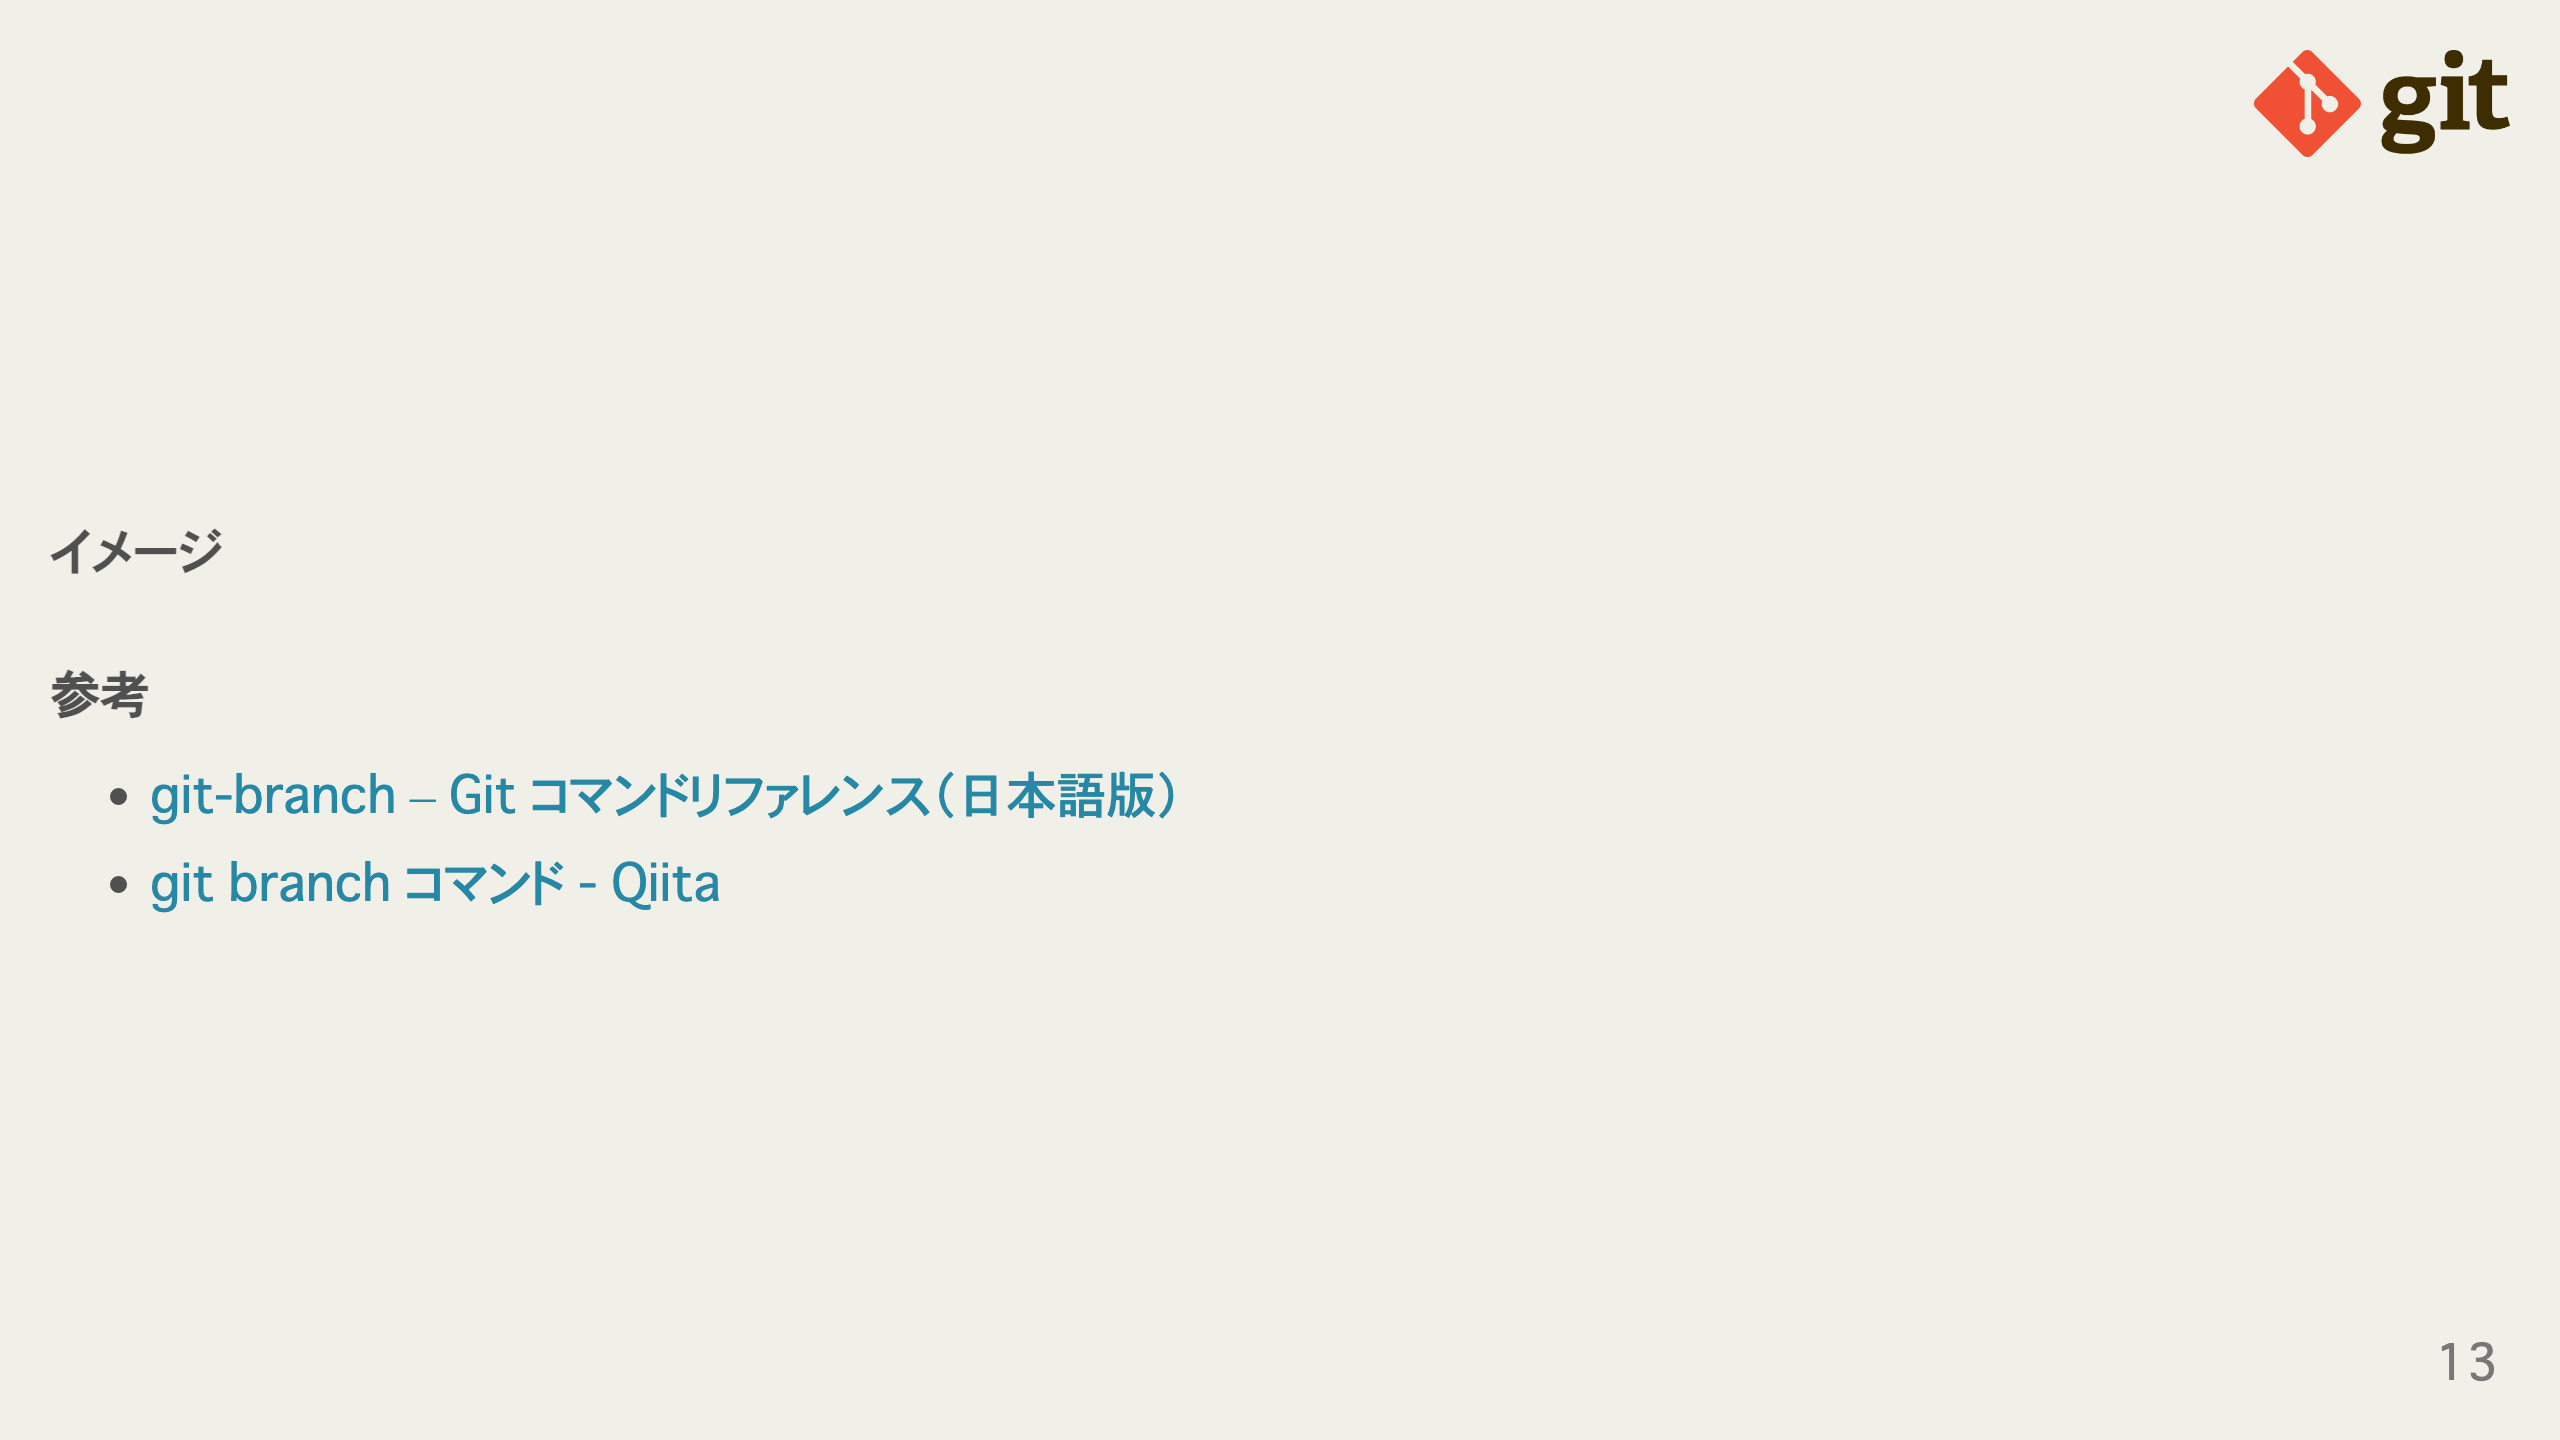 git
イメージ
参考
git-branch – Git コマンドリファレンス（日本語版）
git branch コマンド - Qiita
13